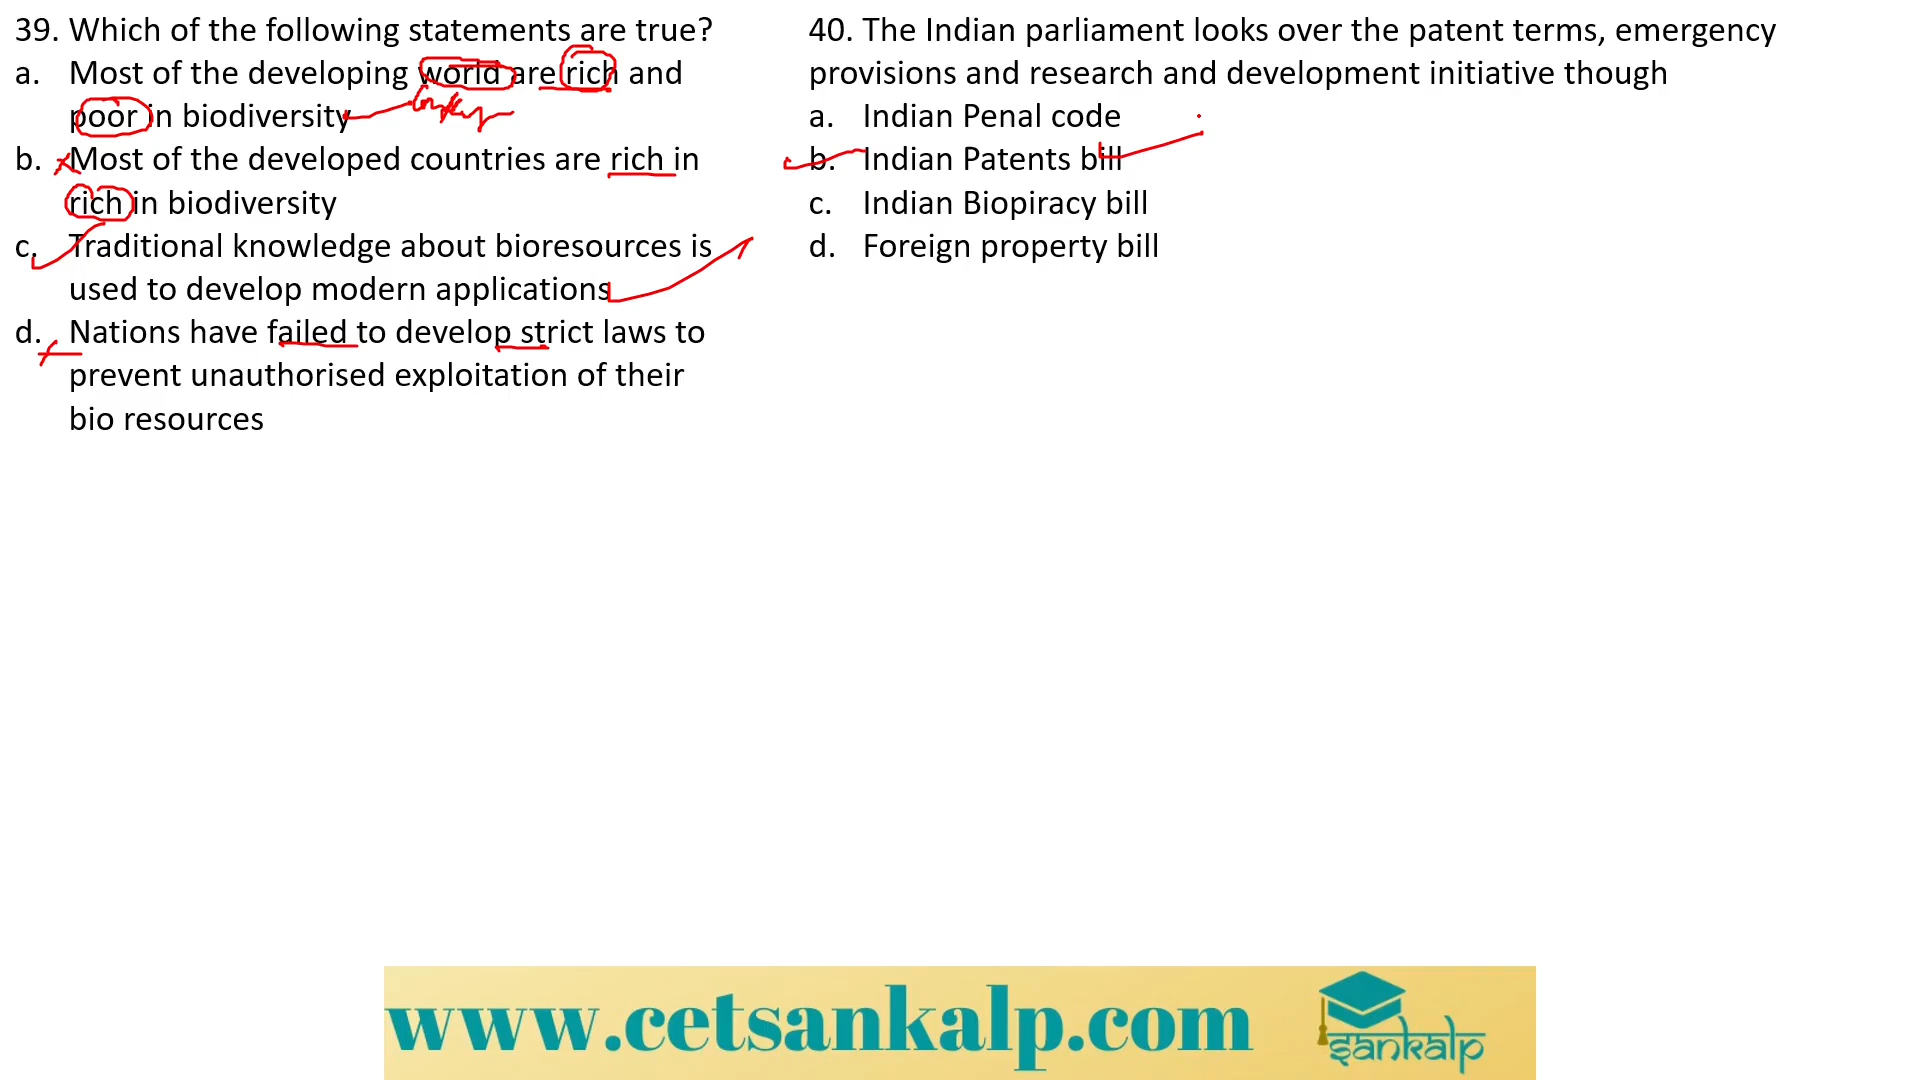 39. Which of the following statements are true?
a. Most of the developing world are rich and
poor in biodiversity
b. Most of the developed countries are rich in
rich in biodiversity
c. Traditional knowledge about bioresources is
used to develop modern applications
d. Nations have failed to develop strict laws to
prevent unauthorised exploitation of their
bio resources
40. The Indian parliament looks over the patent terms, emergency
provisions and research and development initiative though
a. Indian Penal code
b. Indian Patents bill
c. Indian Biopiracy bill
d. Foreign property bill
www.cetsankalp.com
sankalp